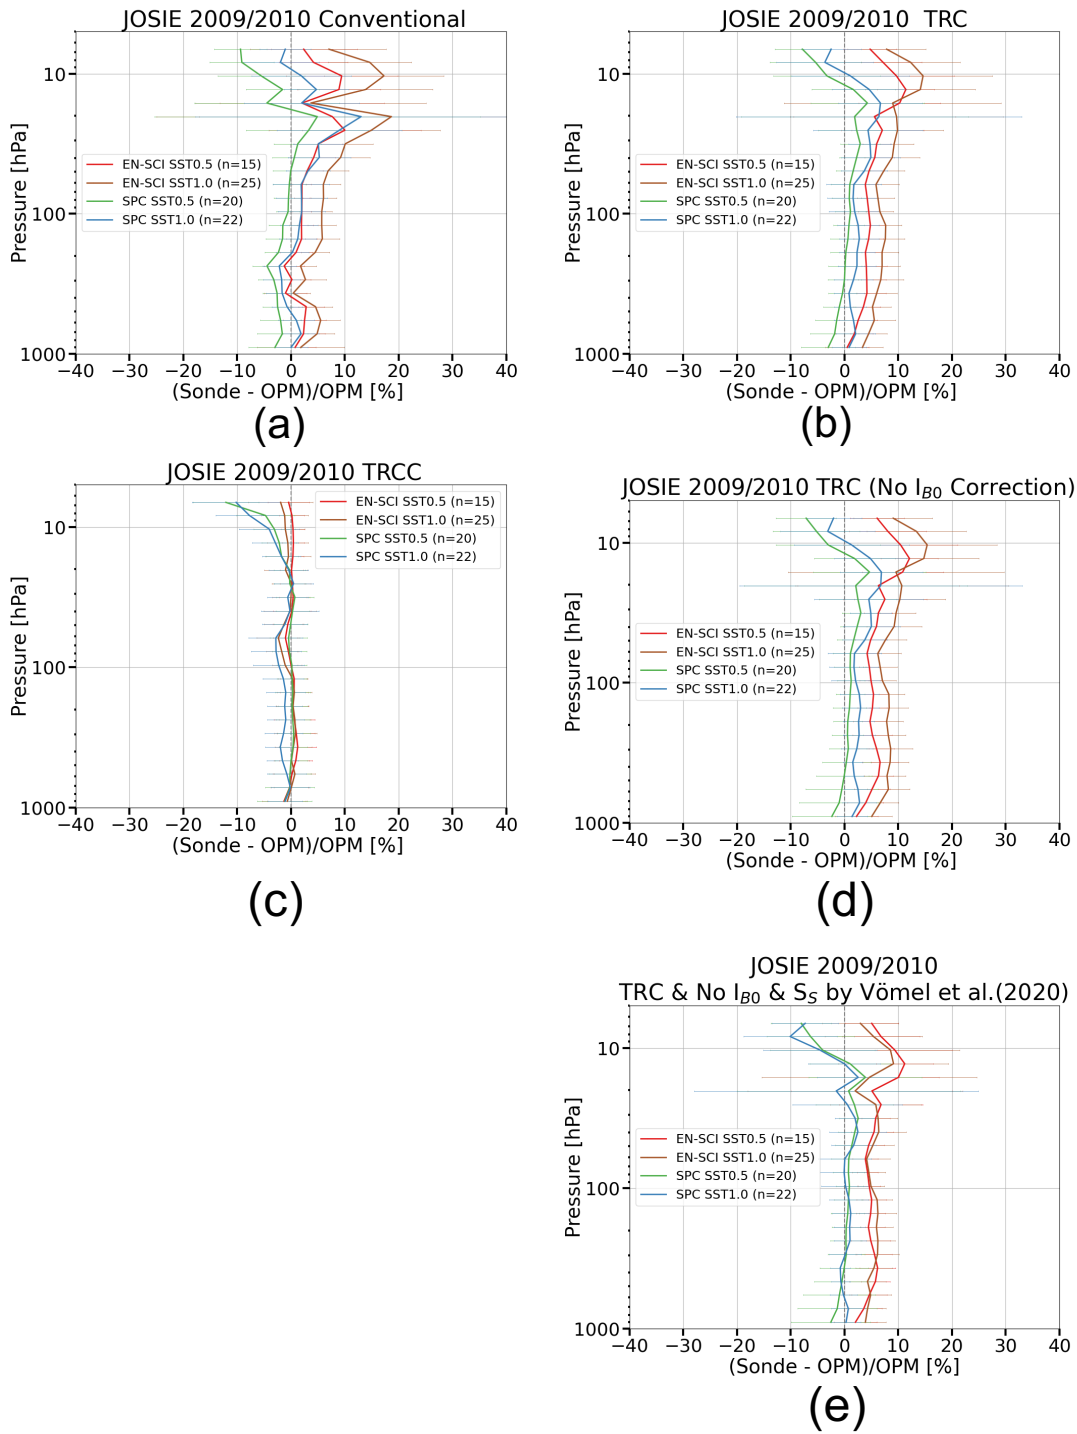 JOSIE 2009/2010 Conventional
10
100
1000
Pressure [hPa]
EN-SCI SST0.5 (n=15)
EN-SCI SST1.0 (n=25)
SPC SST0.5 (n=20)
SPC SST1.0 (n=22)
−40 −30 −20 −10 0 10 20 30 40
(Sonde - OPM)/OPM [%]
(a)
JOSIE 2009/2010 TRC
10
100
1000
Pressure [hPa]
EN-SCI SST0.5 (n=15)
EN-SCI SST1.0 (n=25)
SPC SST0.5 (n=20)
SPC SST1.0 (n=22)
−40 −30 −20 −10 0 10 20 30 40
(Sonde - OPM)/OPM [%]
(b)
JOSIE 2009/2010 TRCC
10
100
1000
Pressure [hPa]
EN-SCI SST0.5 (n=15)
EN-SCI SST1.0 (n=25)
SPC SST0.5 (n=20)
SPC SST1.0 (n=22)
−40 −30 −20 −10 0 10 20 30 40
(Sonde - OPM)/OPM [%]
(c)
JOSIE 2009/2010 TRC (No I_B0 Correction)
10
100
1000
Pressure [hPa]
EN-SCI SST0.5 (n=15)
EN-SCI SST1.0 (n=25)
SPC SST0.5 (n=20)
SPC SST1.0 (n=22)
−40 −30 −20 −10 0 10 20 30 40
(Sonde - OPM)/OPM [%]
(d)
JOSIE 2009/2010
TRC & No I_B0 & S_S by Vömel et al.(2020)
10
100
1000
Pressure [hPa]
EN-SCI SST0.5 (n=15)
EN-SCI SST1.0 (n=25)
SPC SST0.5 (n=20)
SPC SST1.0 (n=22)
−40 −30 −20 −10 0 10 20 30 40
(Sonde - OPM)/OPM [%]
(e)